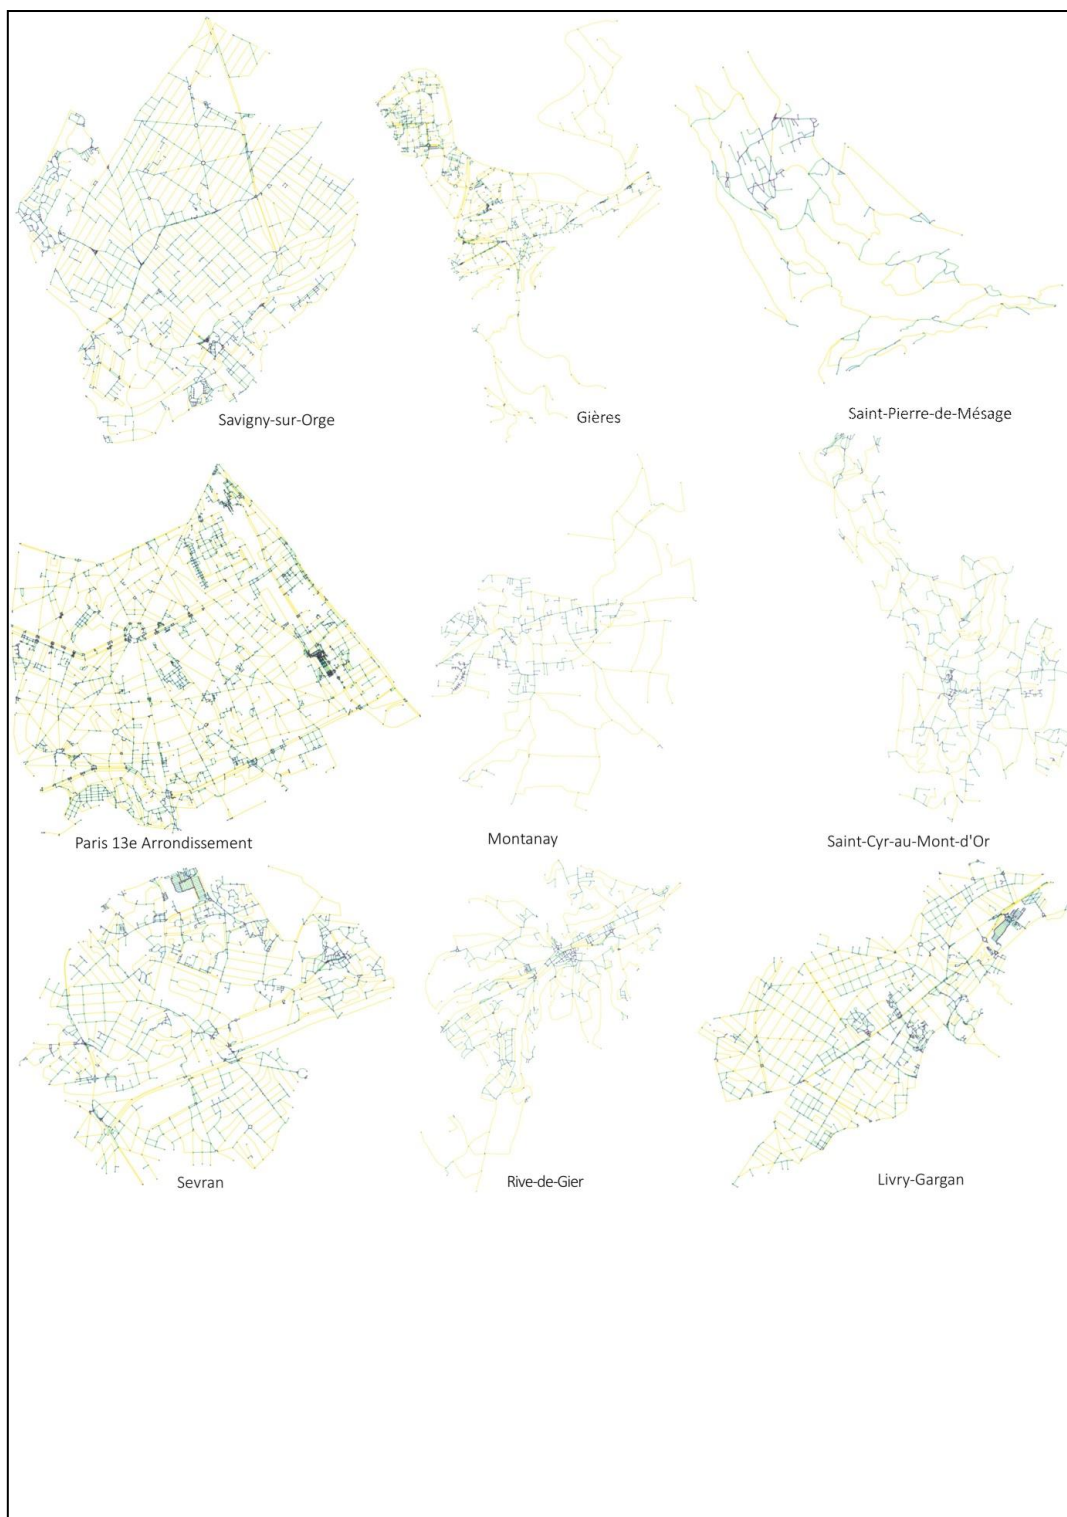 Savigny-sur-Orge
Gières
Saint-Pierre-de-Mésage
Paris 13e Arrondissement
Montanay
Saint-Cyr-au-Mont-d'Or
Sevran
Rive-de-Gier
Livry-Gargan